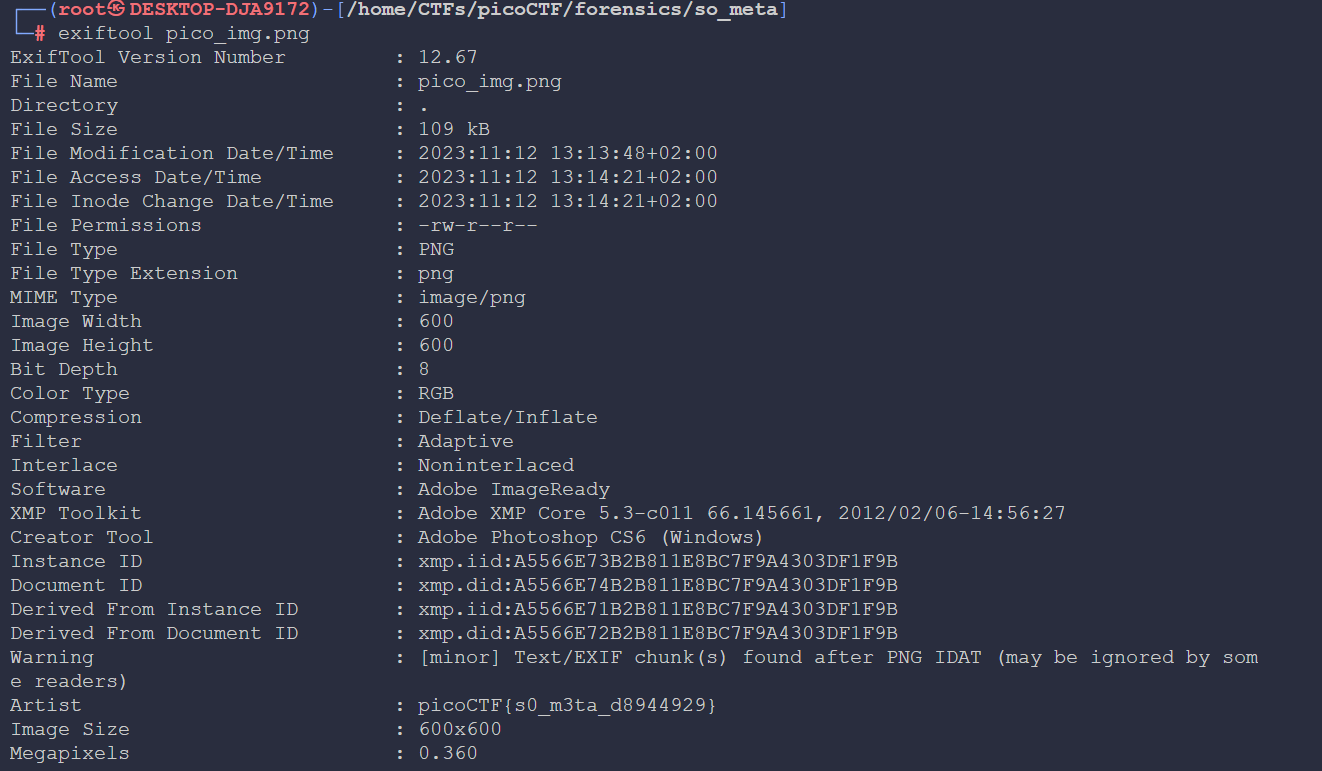 ┌──(root㉿DESKTOP-DJA9172)-[/home/CTFs/picoCTF/forensics/so_meta]
└─# exiftool pico_img.png
ExifTool Version Number         : 12.67
File Name                       : pico_img.png
Directory                       : .
File Size                       : 109 kB
File Modification Date/Time     : 2023:11:12 13:13:48+02:00
File Access Date/Time           : 2023:11:12 13:14:21+02:00
File Inode Change Date/Time     : 2023:11:12 13:14:21+02:00
File Permissions                : -rw-r--r--
File Type                       : PNG
File Type Extension             : png
MIME Type                       : image/png
Image Width                     : 600
Image Height                    : 600
Bit Depth                       : 8
Color Type                      : RGB
Compression                     : Deflate/Inflate
Filter                          : Adaptive
Interlace                       : Noninterlaced
Software                        : Adobe ImageReady
XMP Toolkit                     : Adobe XMP Core 5.3-c011 66.145661, 2012/02/06-14:56:27
Creator Tool                    : Adobe Photoshop CS6 (Windows)
Instance ID                     : xmp.iid:A5566E73B2B811E8BC7F9A4303DF1F9B
Document ID                     : xmp.did:A5566E74B2B811E8BC7F9A4303DF1F9B
Derived From Instance ID        : xmp.iid:A5566E71B2B811E8BC7F9A4303DF1F9B
Derived From Document ID        : xmp.did:A5566E72B2B811E8BC7F9A4303DF1F9B
Warning                         : [minor] Text/EXIF chunk(s) found after PNG IDAT (may be ignored by som
e readers)
Artist                          : picoCTF{s0_m3ta_d8944929}
Image Size                      : 600x600
Megapixels                      : 0.360